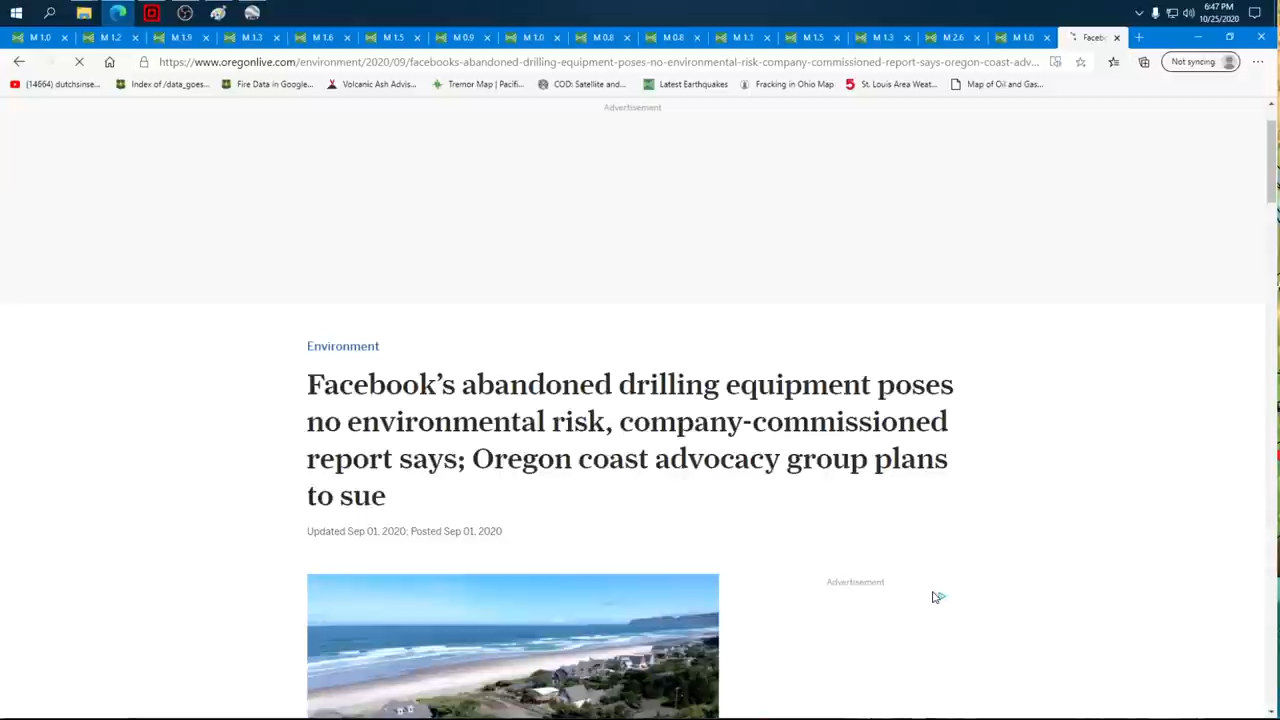 6:47 PM
10/25/2020
M 1.0
M 1.2
M 1.9
M 1.3
M 1.6
M 1.5
M 0.9
M 1.0
M 0.8
M 0.8
M 1.1
M 1.5
M 1.3
M 2.6
M 1.0
Faceb
https://www.oregonlive.com/environment/2020/09/facebooks-abandoned-drilling-equipment-poses-no-environmental-risk-company-commissioned-report-says-oregon-coast-adv...
Not syncing
(14664) dutchsinse...
Index of /data_goes...
Fire Data in Google...
Volcanic Ash Advis...
Tremor Map | Pacifi...
COD: Satellite and...
Latest Earthquakes
Fracking in Ohio Map
St. Louis Area Weat...
Map of Oil and Gas...
Advertisement
Environment
Facebook’s abandoned drilling equipment poses
no environmental risk, company-commissioned
report says; Oregon coast advocacy group plans
to sue
Updated Sep 01, 2020; Posted Sep 01, 2020
Advertisement